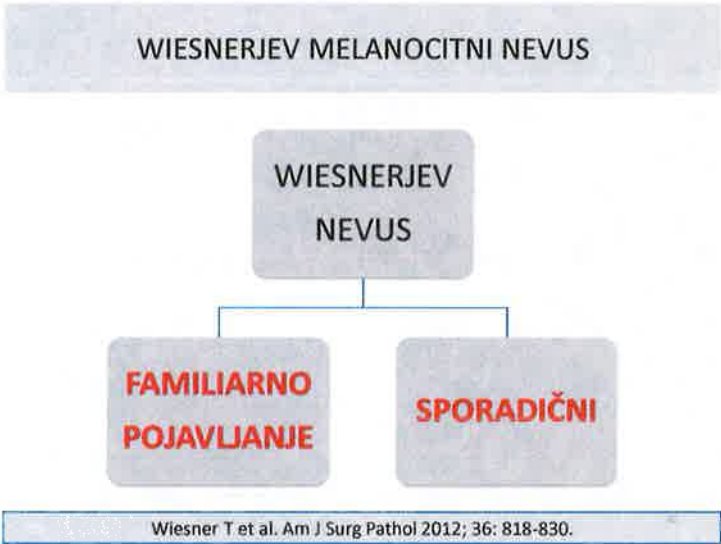 WIESNERJEV MELANOCITNI NEVUS
WIESNERJEV
NEVUS
FAMILIARNO
POJAVLJANJE
SPORADIČNI
Wiesner T et al. Am J Surg Pathol 2012; 36: 818-830.